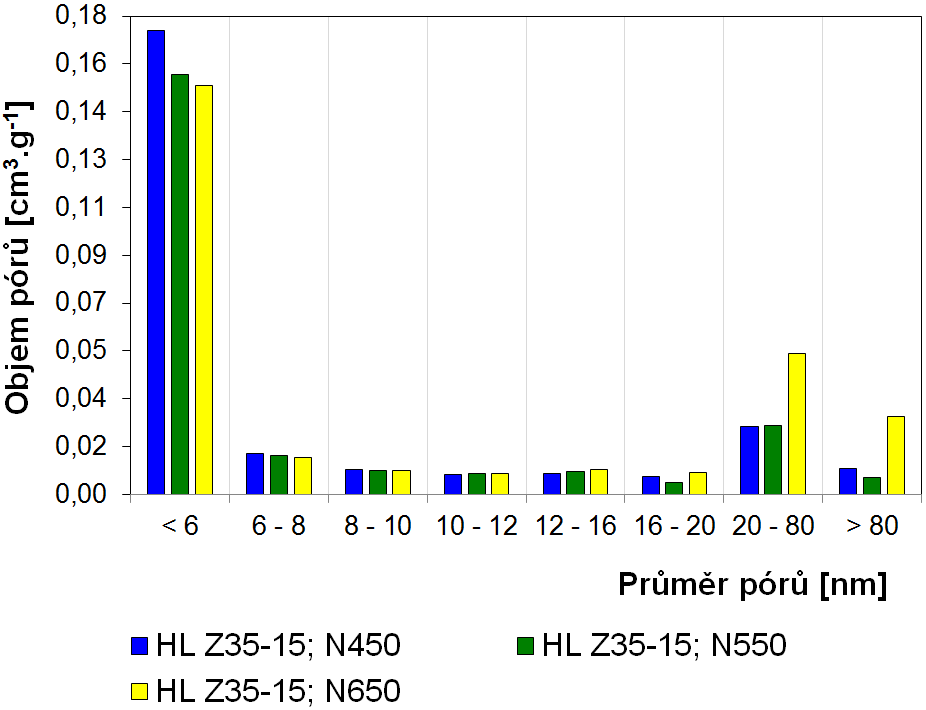 0,18
0,16
0,14
0,13
0,11
0,09
0,07
0,05
0,04
0,02
0,00
Objem pórů [cm³.g⁻¹]
< 6 6 - 8 8 - 10 10 - 12 12 - 16 16 - 20 20 - 80 > 80
Průměr pórů [nm]
HL Z35-15; N450 HL Z35-15; N550
HL Z35-15; N650